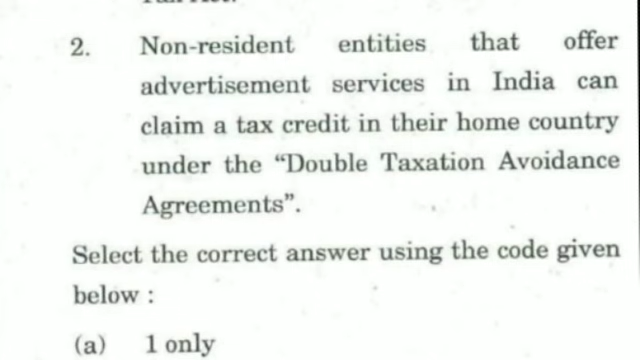 2. Non-resident entities that offer
advertisement services in India can
claim a tax credit in their home country
under the “Double Taxation Avoidance
Agreements”.
Select the correct answer using the code given
below :
(a) 1 only